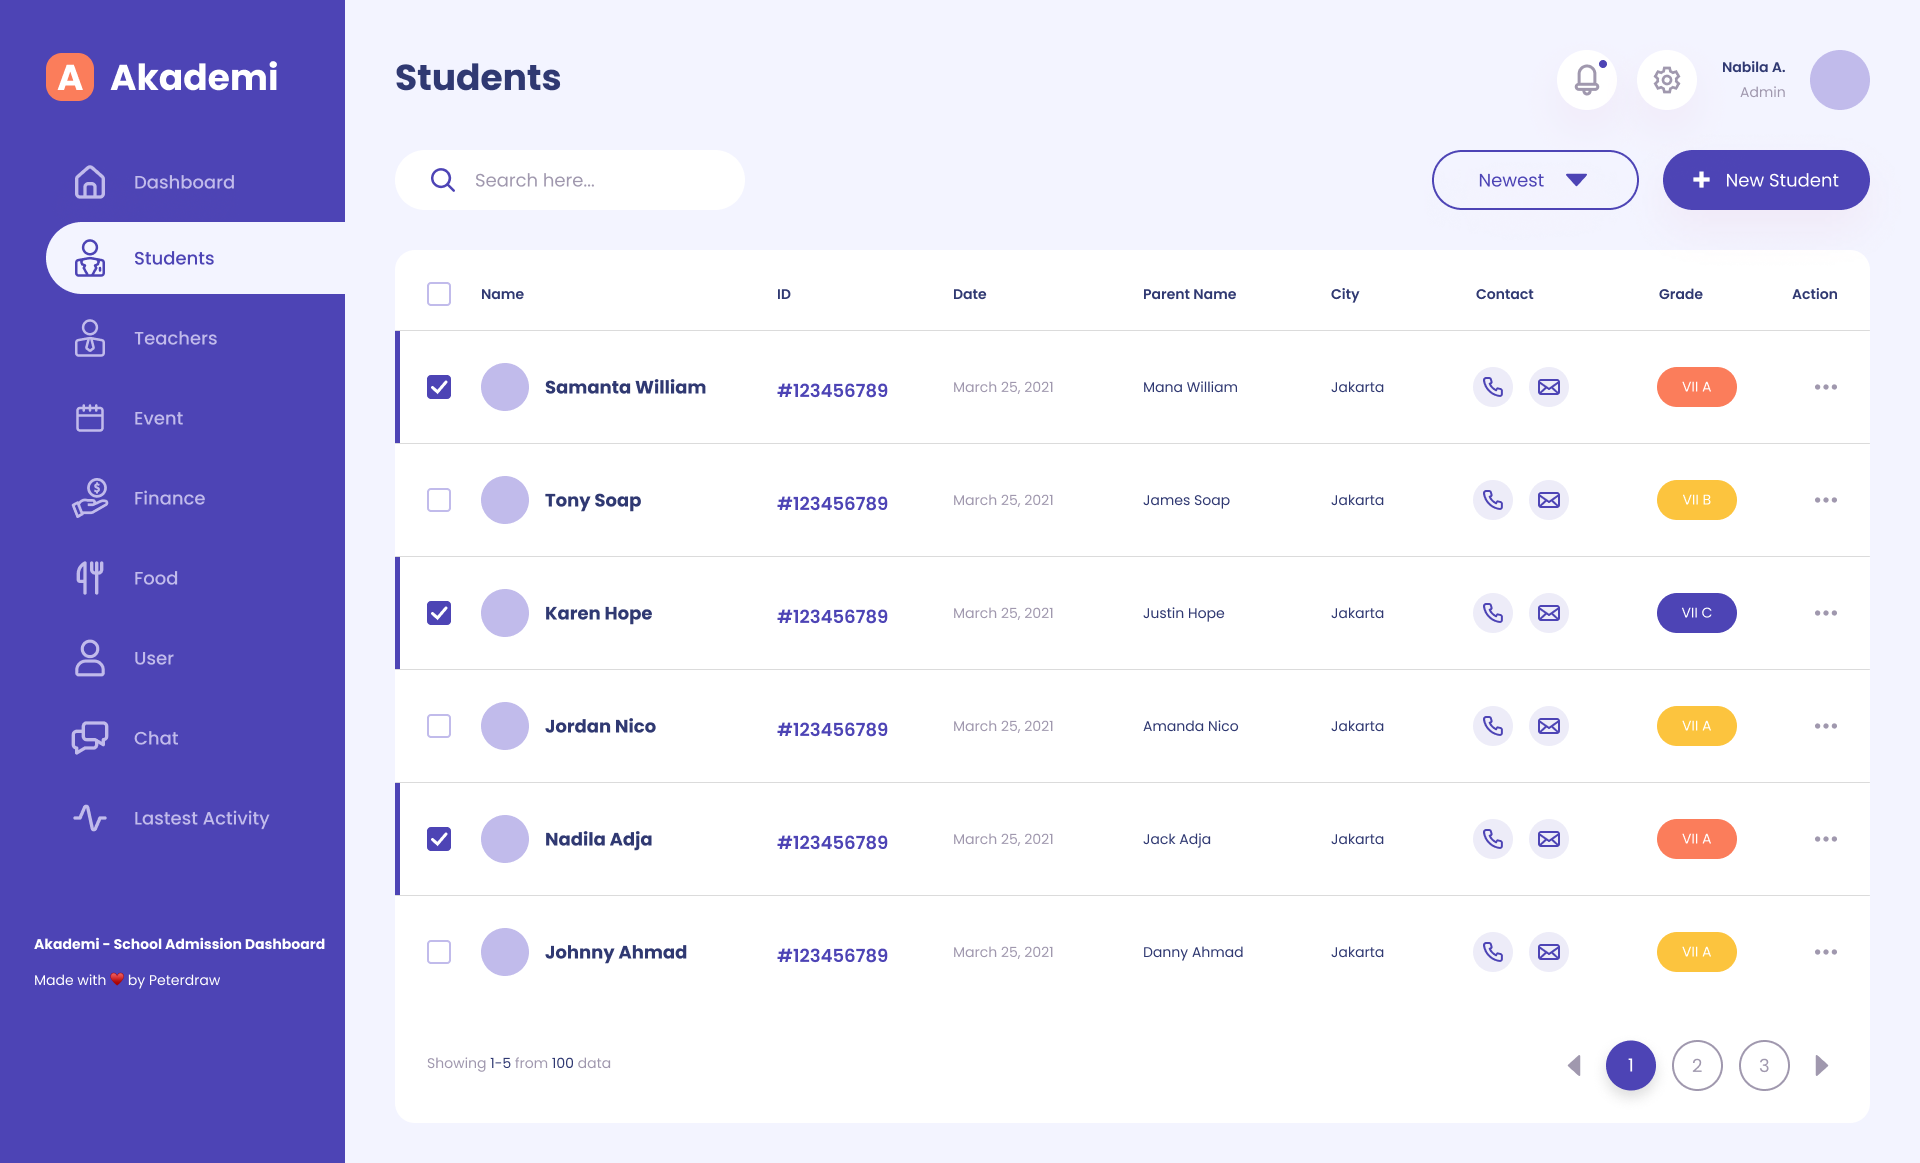 A Akademi
Dashboard
Students
Teachers
Event
Finance
Food
User
Chat
Lastest Activity
Akademi - School Admission Dashboard
Made with ❤️ by Peterdraw
Students
Nabila A.
Admin
Search here...
Newest
New Student
Name ID Date Parent Name City Contact Grade Action
Samanta William #123456789 March 25, 2021 Mana William Jakarta VII A
Tony Soap #123456789 March 25, 2021 James Soap Jakarta VII B
Karen Hope #123456789 March 25, 2021 Justin Hope Jakarta VII C
Jordan Nico #123456789 March 25, 2021 Amanda Nico Jakarta VII A
Nadila Adja #123456789 March 25, 2021 Jack Adja Jakarta VII A
Johnny Ahmad #123456789 March 25, 2021 Danny Ahmad Jakarta VII A
Showing 1-5 from 100 data
1 2 3